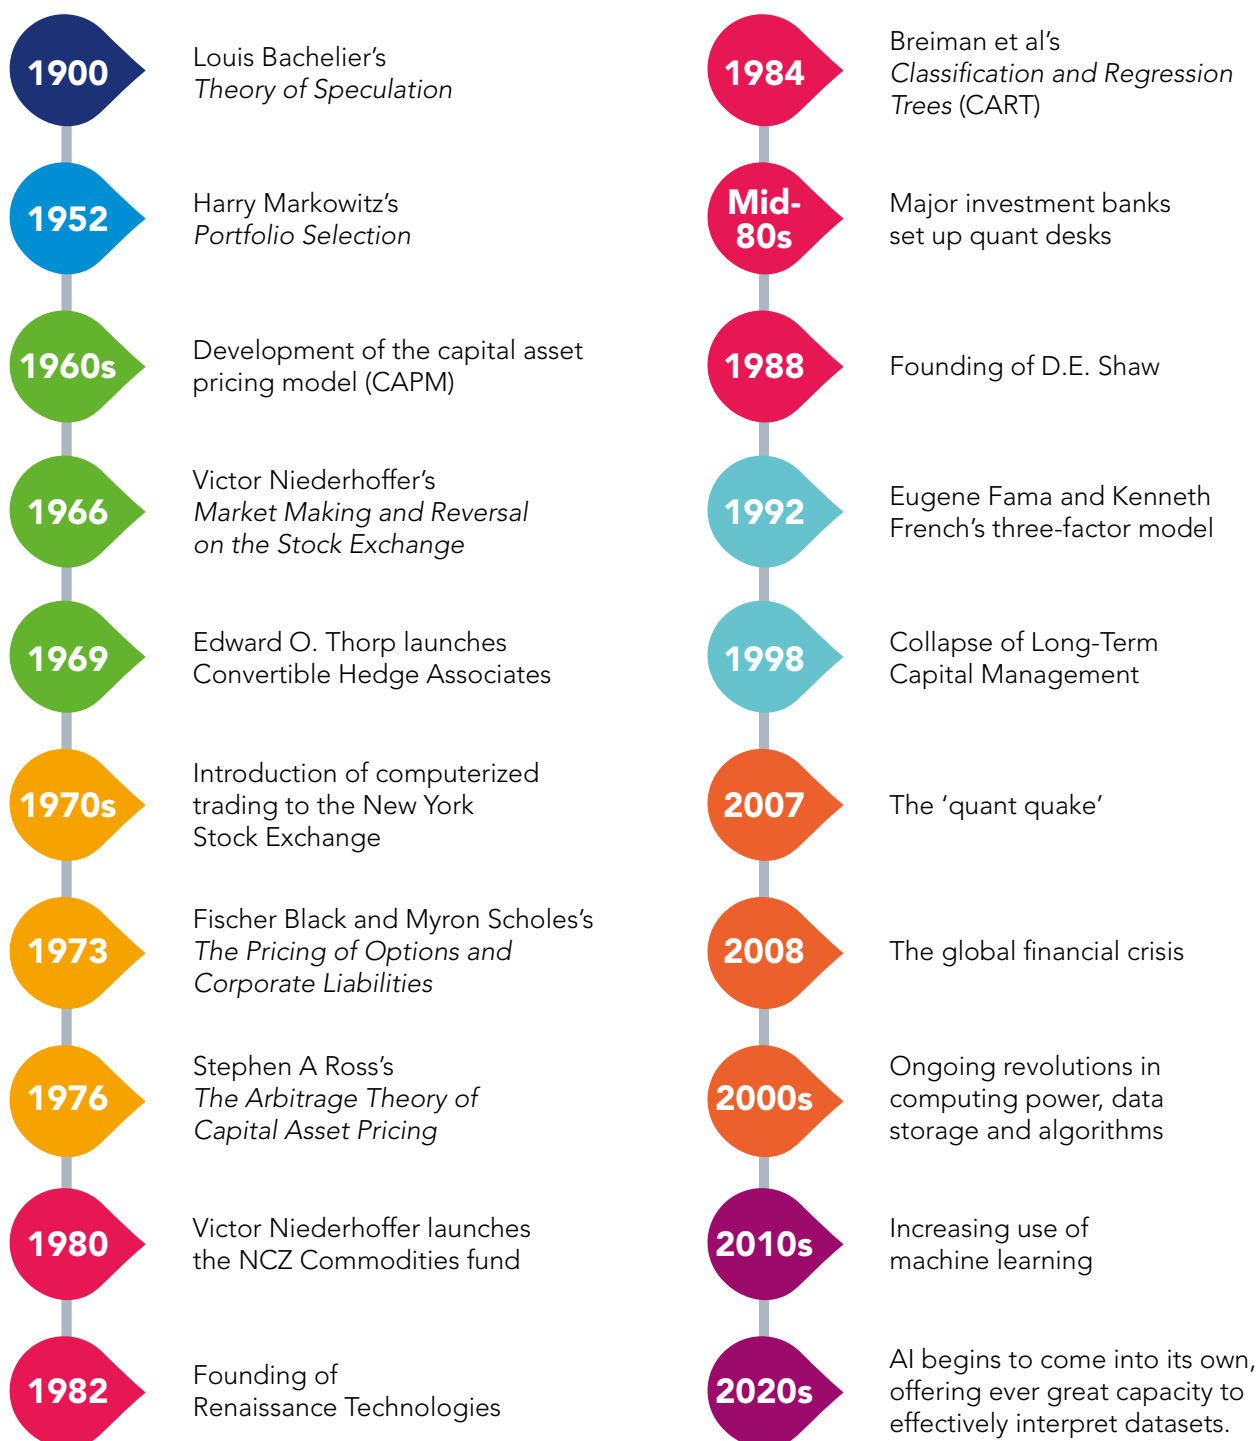 1900
Louis Bachelier’s
Theory of Speculation
1952
Harry Markowitz’s
Portfolio Selection
1960s
Development of the capital asset
pricing model (CAPM)
1966
Victor Niederhoffer’s
Market Making and Reversal
on the Stock Exchange
1969
Edward O. Thorp launches
Convertible Hedge Associates
1970s
Introduction of computerized
trading to the New York
Stock Exchange
1973
Fischer Black and Myron Scholes’s
The Pricing of Options and
Corporate Liabilities
1976
Stephen A Ross’s
The Arbitrage Theory of
Capital Asset Pricing
1980
Victor Niederhoffer launches
the NCZ Commodities fund
1982
Founding of
Renaissance Technologies
1984
Breiman et al’s
Classification and Regression
Trees (CART)
Mid-
80s
Major investment banks
set up quant desks
1988
Founding of D.E. Shaw
1992
Eugene Fama and Kenneth
French’s three-factor model
1998
Collapse of Long-Term
Capital Management
2007
The ‘quant quake’
2008
The global financial crisis
2000s
Ongoing revolutions in
computing power, data
storage and algorithms
2010s
Increasing use of
machine learning
2020s
AI begins to come into its own,
offering ever great capacity to
effectively interpret datasets.